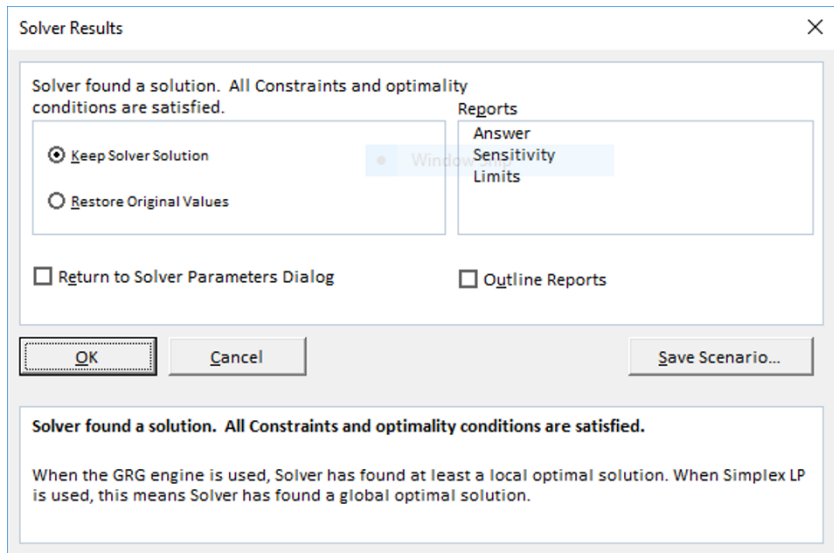 Solver Results
Solver found a solution.  All Constraints and optimality
conditions are satisfied.
Reports
Answer
Sensitivity
Limits
Keep Solver Solution
Restore Original Values
Return to Solver Parameters Dialog
Outline Reports
OK
Cancel
Save Scenario...
Solver found a solution.  All Constraints and optimality conditions are satisfied.
When the GRG engine is used, Solver has found at least a local optimal solution. When Simplex LP
is used, this means Solver has found a global optimal solution.